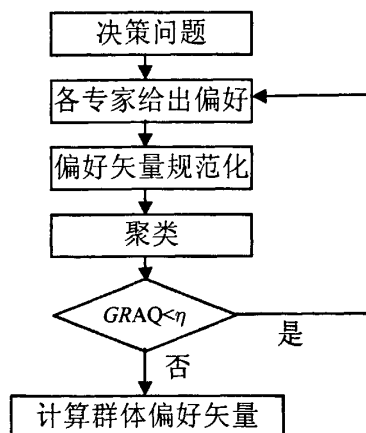 决策问题
各专家给出偏好
偏好矢量规范化
聚类
GRAQ<η
是
否
计算群体偏好矢量